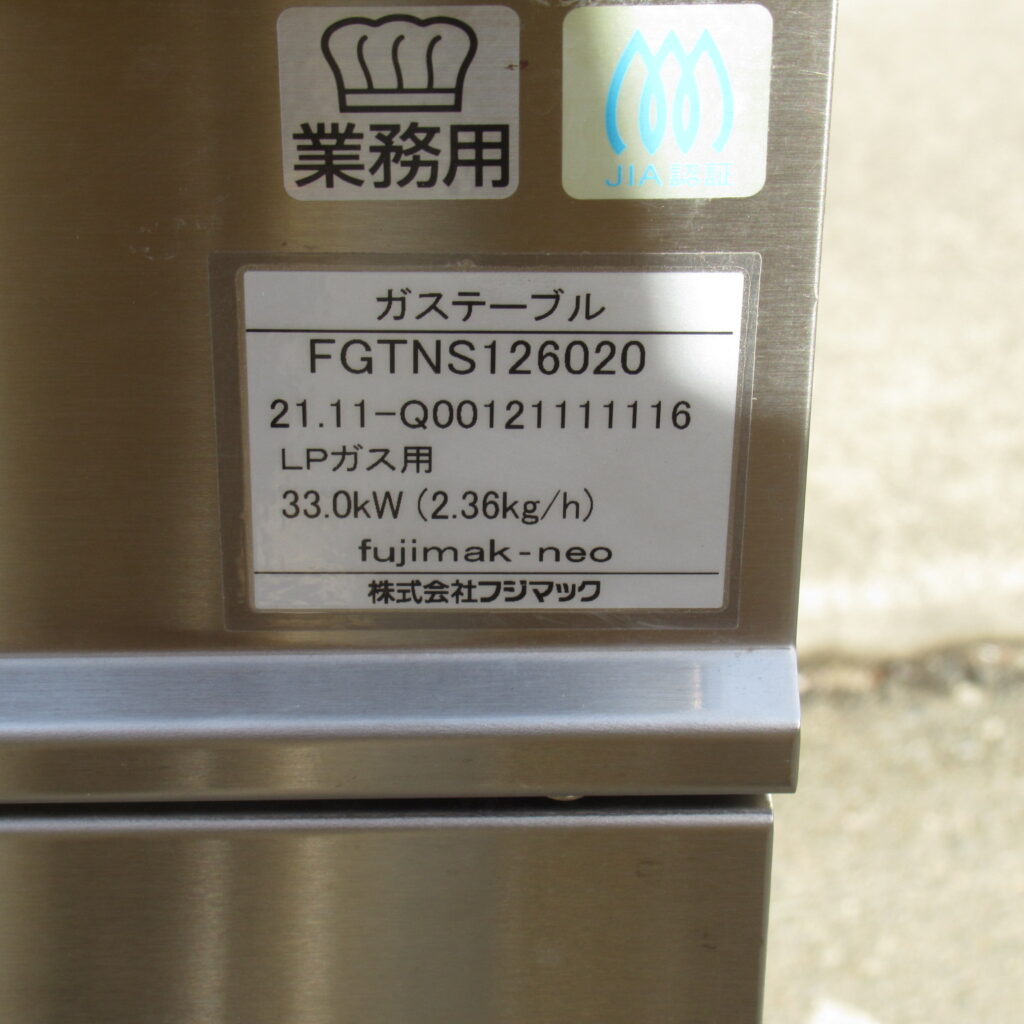 業務用
JIA認証
ガステーブル
FGTNS126020
21.11-Q00121111116
LPガス用
33.0kW (2.36kg/h)
fujimak-neo
株式会社フジマック